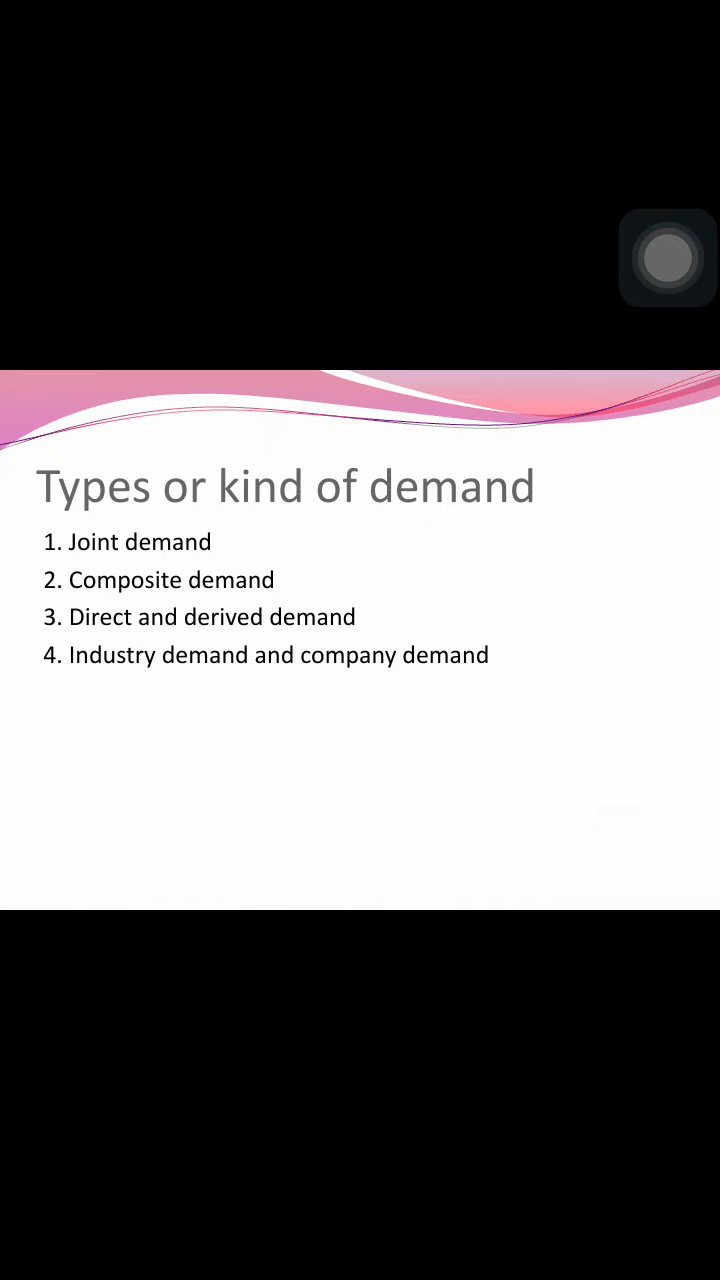 Types or kind of demand
1. Joint demand
2. Composite demand
3. Direct and derived demand
4. Industry demand and company demand